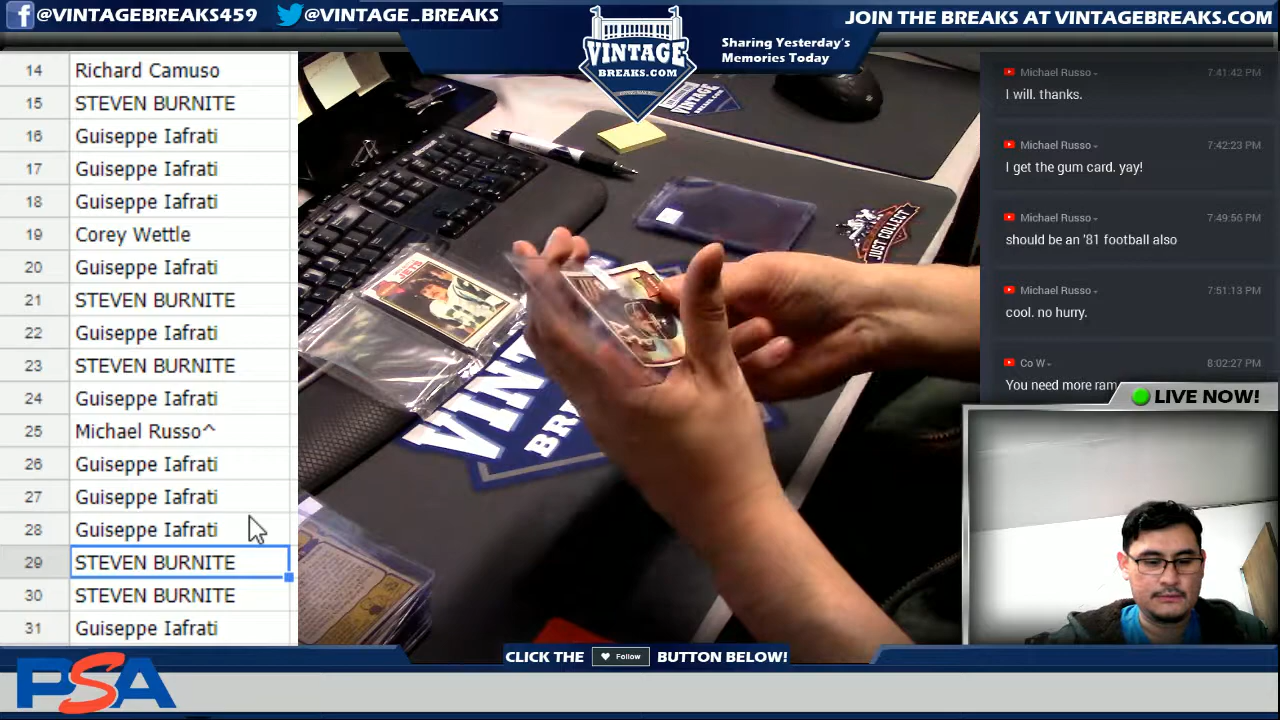 @VINTAGEBREAKS459
@VINTAGE_BREAKS
VINTAGE
BREAKS.COM
Sharing Yesterday's
Memories Today
JOIN THE BREAKS AT VINTAGEBREAKS.COM
14 Richard Camuso
15 STEVEN BURNITE
16 Guiseppe Iafrati
17 Guiseppe Iafrati
18 Guiseppe Iafrati
19 Corey Wettle
20 Guiseppe Iafrati
21 STEVEN BURNITE
22 Guiseppe Iafrati
23 STEVEN BURNITE
24 Guiseppe Iafrati
25 Michael Russo^
26 Guiseppe Iafrati
27 Guiseppe Iafrati
28 Guiseppe Iafrati
29 STEVEN BURNITE
30 STEVEN BURNITE
31 Guiseppe Iafrati
VINTAGE
JUST COLLECT
JETS
VINT
BRE
Michael Russo 7:41:42 PM
I will. thanks.
Michael Russo 7:42:23 PM
I get the gum card. yay!
Michael Russo 7:49:56 PM
should be an '81 football also
Michael Russo 7:51:13 PM
cool. no hurry.
Co W 8:02:27 PM
You need more ram
LIVE NOW!
CLICK THE Follow BUTTON BELOW!
PSA